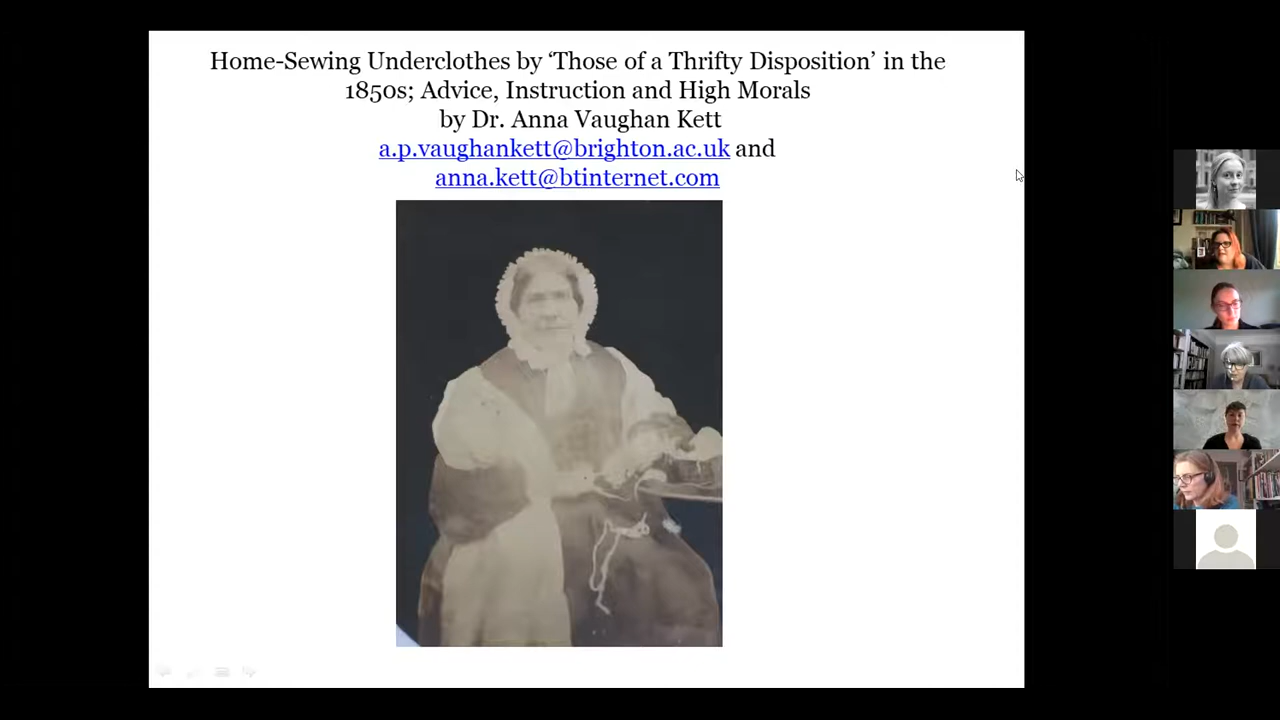 Home-Sewing Underclothes by ‘Those of a Thrifty Disposition’ in the
1850s; Advice, Instruction and High Morals
by Dr. Anna Vaughan Kett
a.p.vaughankett@brighton.ac.uk and
anna.kett@btinternet.com